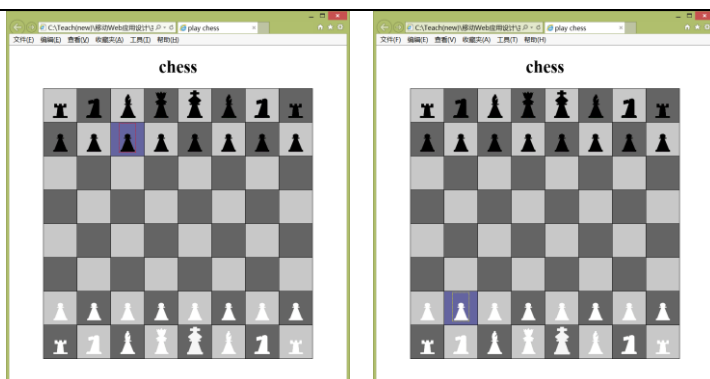 C:\Teach(new)\移动Web应用设计\
play chess
文件(F) 编辑(E) 查看(V) 收藏夹(A) 工具(T) 帮助(H)
chess
C:\Teach(new)\移动Web应用设计\
play chess
文件(F) 编辑(E) 查看(V) 收藏夹(A) 工具(T) 帮助(H)
chess